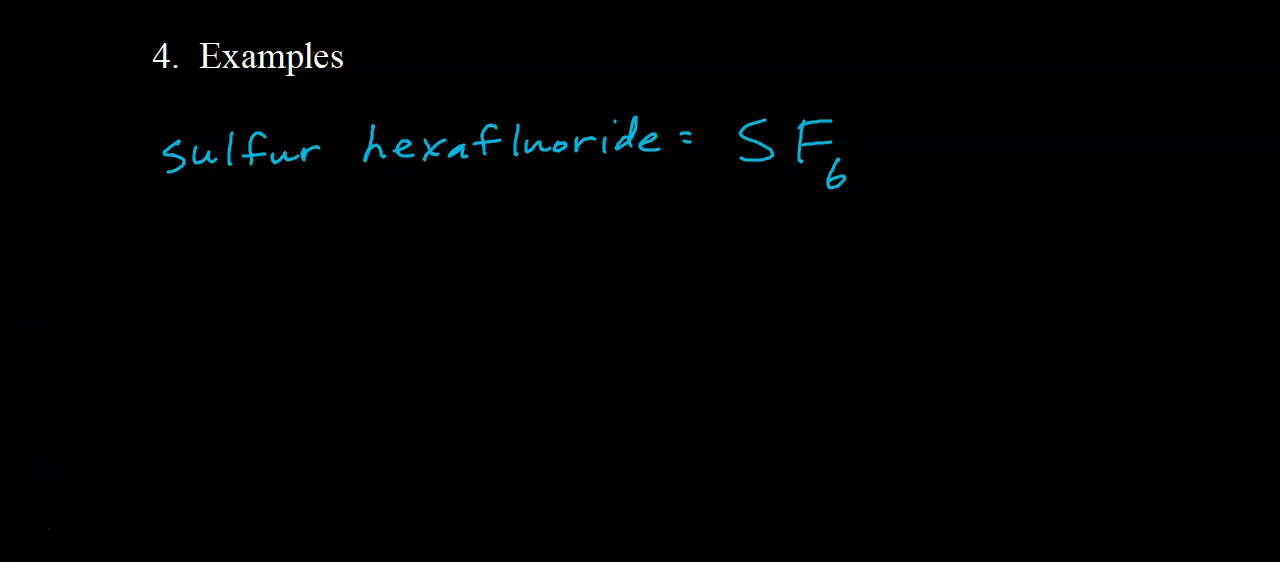 4. Examples
sulfur hexafluoride = SF₆